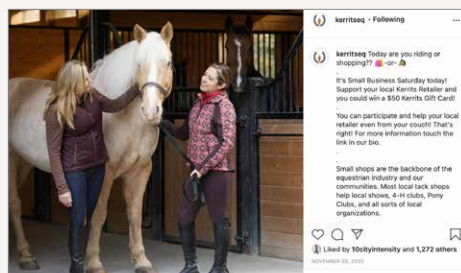 kerritseq • Following
kerritseq Today are you riding or
shopping?? 🛍️ -or- 🐴
.
It's Small Business Saturday today!
Support your local Kerrits Retailer and
you could win a $50 Kerrits Gift Card!
.
You can participate and help your local
retailer even from your couch! That's
right! For more information touch the
link in our bio.
.
.
Small shops are the backbone of the
equestrian industry and our
communities. Most local tack shops
help local shows, 4-H clubs, Pony
Clubs, and all sorts of local
organizations.
Liked by 10cityintensity and 1,272 others
NOVEMBER 28, 2020